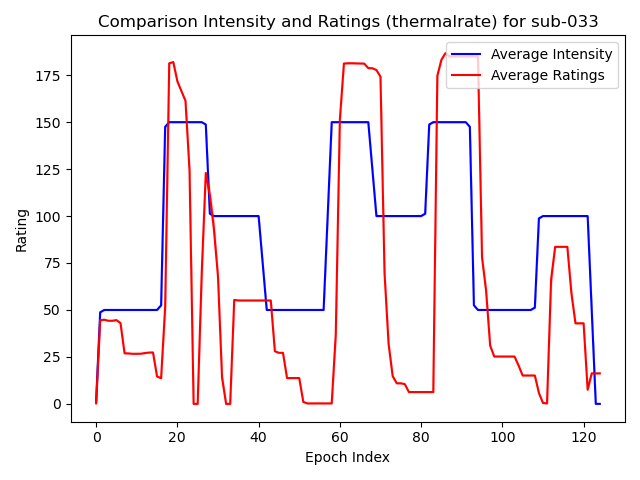 Comparison Intensity and Ratings (thermalrate) for sub-033
Average Intensity
Average Ratings
Rating
175
150
125
100
75
50
25
0
0 20 40 60 80 100 120
Epoch Index